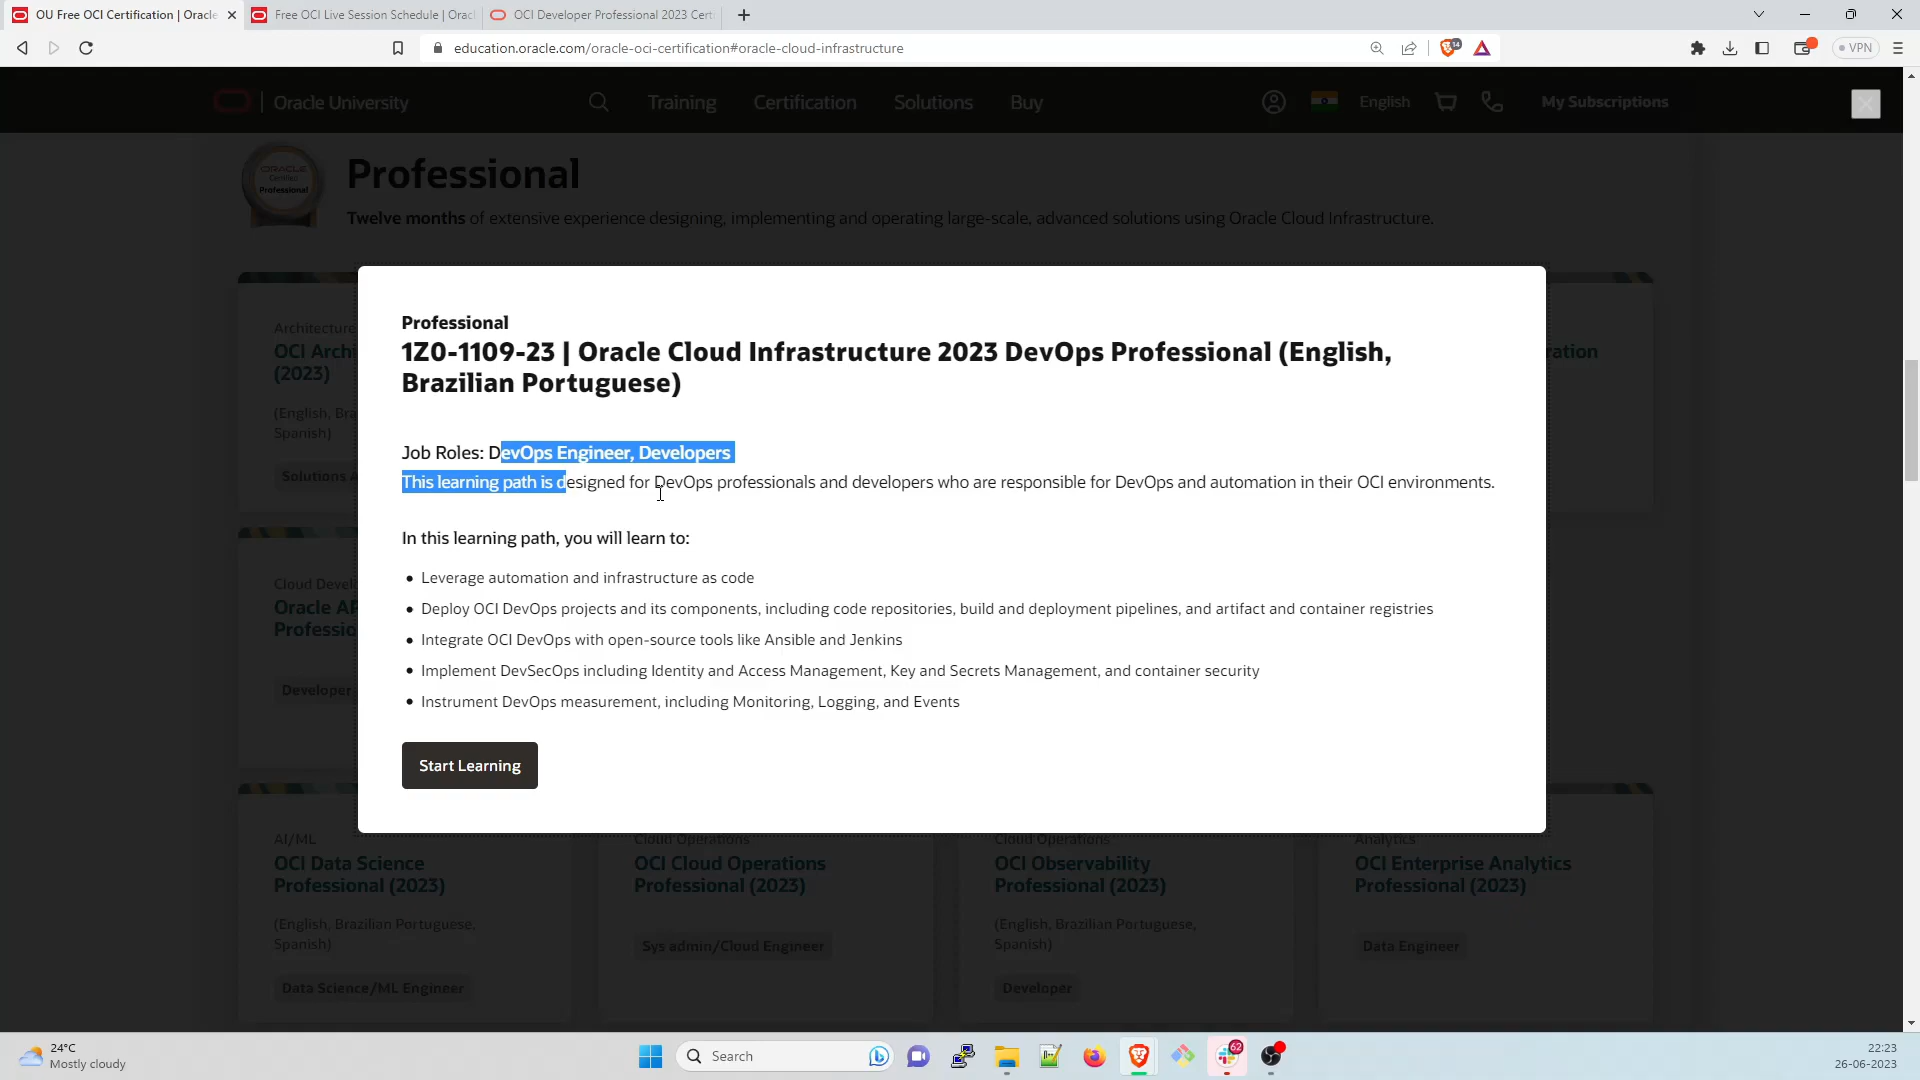 OU Free OCI Certification | Oracle
Free OCI Live Session Schedule | Orac
OCI Developer Professional 2023 Cert
education.oracle.com/oracle-oci-certification#oracle-cloud-infrastructure
14
VPN
Oracle University
Training
Certification
Solutions
Buy
English
My Subscriptions
ORACLE
Certified
Professional
Professional
Twelve months of extensive experience designing, implementing and operating large-scale, advanced solutions using Oracle Cloud Infrastructure.
Architecture
OCI Archi
(2023)
(English, Bra
Spanish)
Solutions A
ration
Professional
1Z0-1109-23 | Oracle Cloud Infrastructure 2023 DevOps Professional (English,
Brazilian Portuguese)
Job Roles: DevOps Engineer, Developers
This learning path is designed for DevOps professionals and developers who are responsible for DevOps and automation in their OCI environments.
In this learning path, you will learn to:
• Leverage automation and infrastructure as code
• Deploy OCI DevOps projects and its components, including code repositories, build and deployment pipelines, and artifact and container registries
• Integrate OCI DevOps with open-source tools like Ansible and Jenkins
• Implement DevSecOps including Identity and Access Management, Key and Secrets Management, and container security
• Instrument DevOps measurement, including Monitoring, Logging, and Events
Start Learning
Cloud Devel
Oracle AP
Professio
Developer
AI/ML
OCI Data Science
Professional (2023)
(English, Brazilian Portuguese,
Spanish)
Data Science/ML Engineer
Cloud Operations
OCI Cloud Operations
Professional (2023)
Sys admin/Cloud Engineer
Cloud Operations
OCI Observability
Professional (2023)
(English, Brazilian Portuguese,
Spanish)
Developer
Analytics
OCI Enterprise Analytics
Professional (2023)
Data Engineer
24°C
Mostly cloudy
Search
62
22:23
26-06-2023